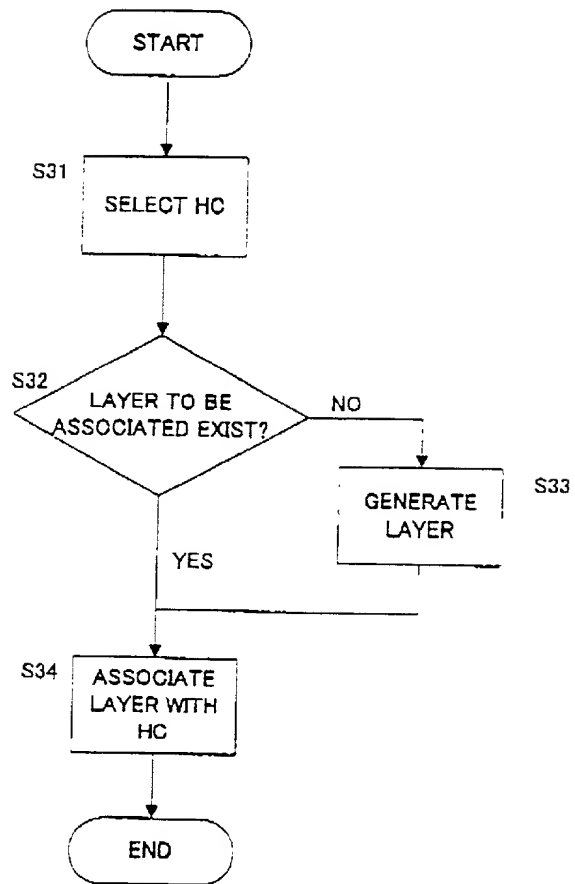 START
S31
SELECT HC
S32
LAYER TO BE
ASSOCIATED EXIST?
NO
GENERATE
LAYER
S33
YES
S34
ASSOCIATE
LAYER WITH
HC
END